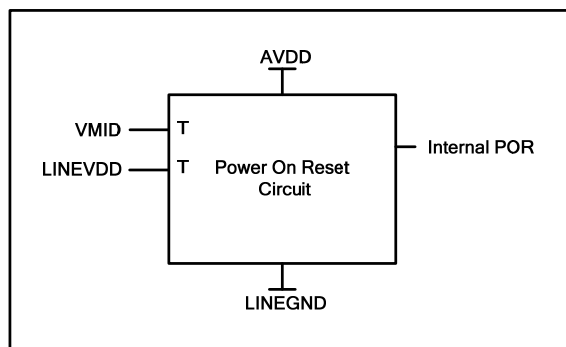 AVDD
VMID
T
LINEVDD
T
Power On Reset
Circuit
Internal POR
LINEGND